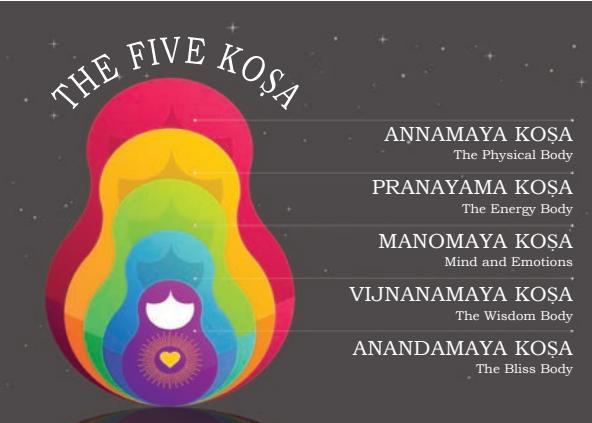 THE FIVE KOṢA
ANNAMAYA KOṢA
The Physical Body
PRANAYAMA KOṢA
The Energy Body
MANOMAYA KOṢA
Mind and Emotions
VIJNANAMAYA KOṢA
The Wisdom Body
ANANDAMAYA KOṢA
The Bliss Body